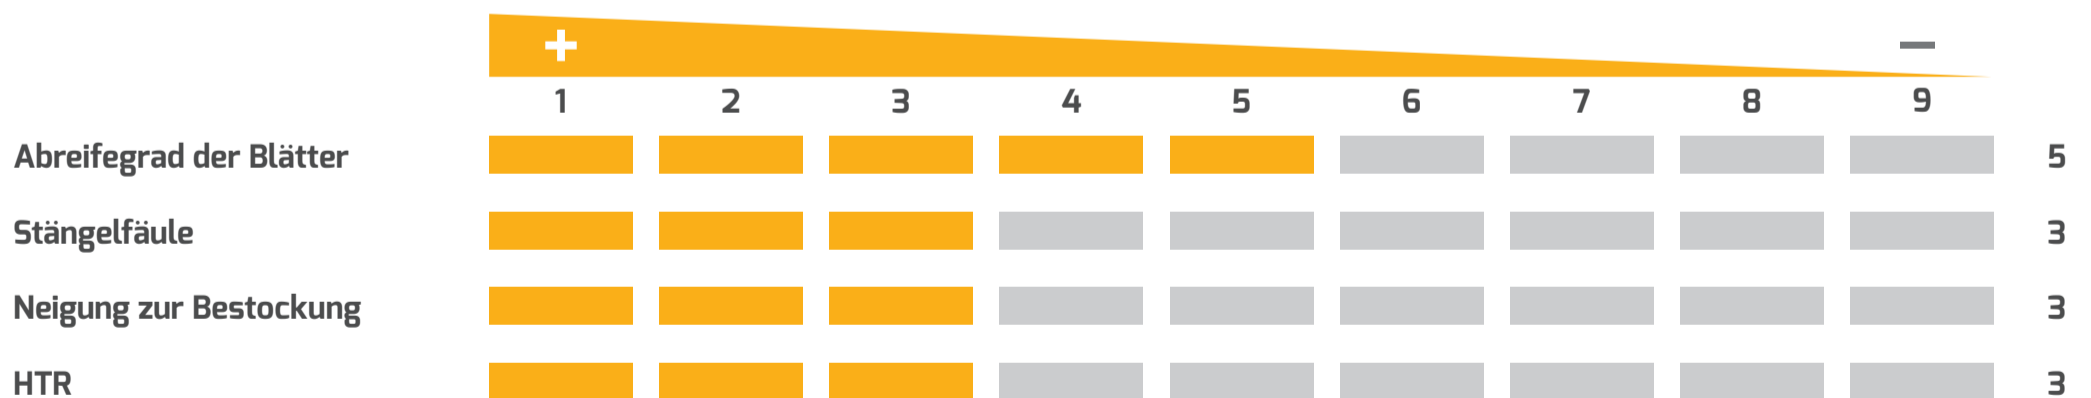 + –
1 2 3 4 5 6 7 8 9
Abreifegrad der Blätter 5
Stängelfäule 3
Neigung zur Bestockung 3
HTR 3